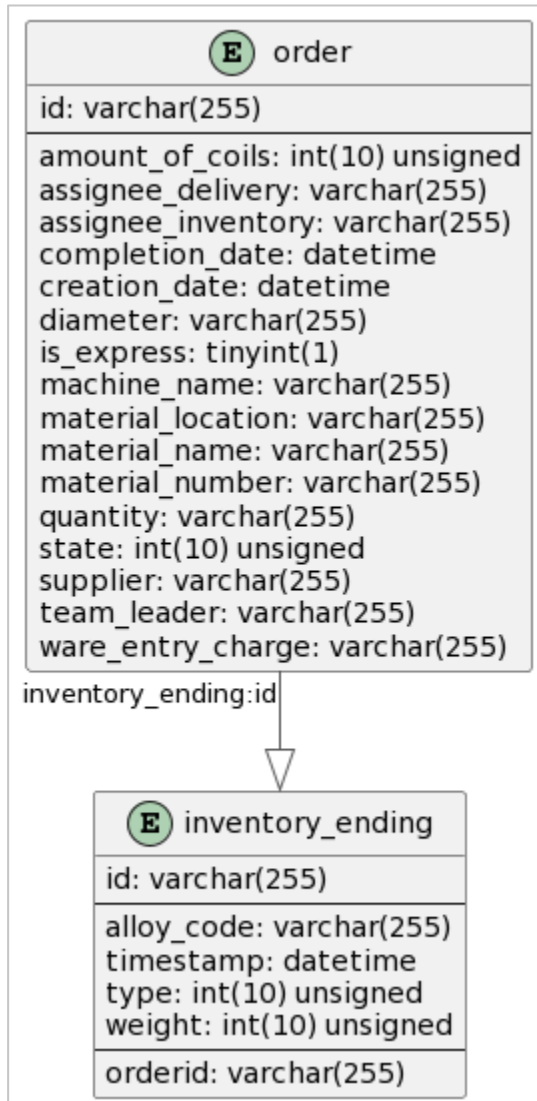 E order
id: varchar(255)
amount_of_coils: int(10) unsigned
assignee_delivery: varchar(255)
assignee_inventory: varchar(255)
completion_date: datetime
creation_date: datetime
diameter: varchar(255)
is_express: tinyint(1)
machine_name: varchar(255)
material_location: varchar(255)
material_name: varchar(255)
material_number: varchar(255)
quantity: varchar(255)
state: int(10) unsigned
supplier: varchar(255)
team_leader: varchar(255)
ware_entry_charge: varchar(255)
inventory_ending:id
E inventory_ending
id: varchar(255)
alloy_code: varchar(255)
timestamp: datetime
type: int(10) unsigned
weight: int(10) unsigned
orderid: varchar(255)